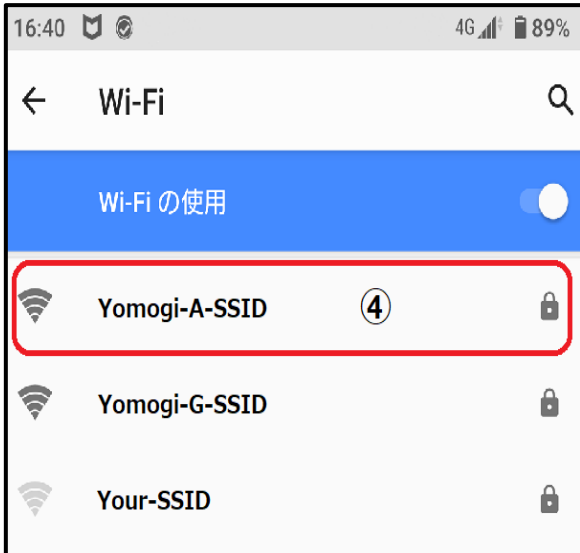 16:40 4G 89%
Wi-Fi
Wi-Fi の使用
Yomogi-A-SSID ④
Yomogi-G-SSID
Your-SSID